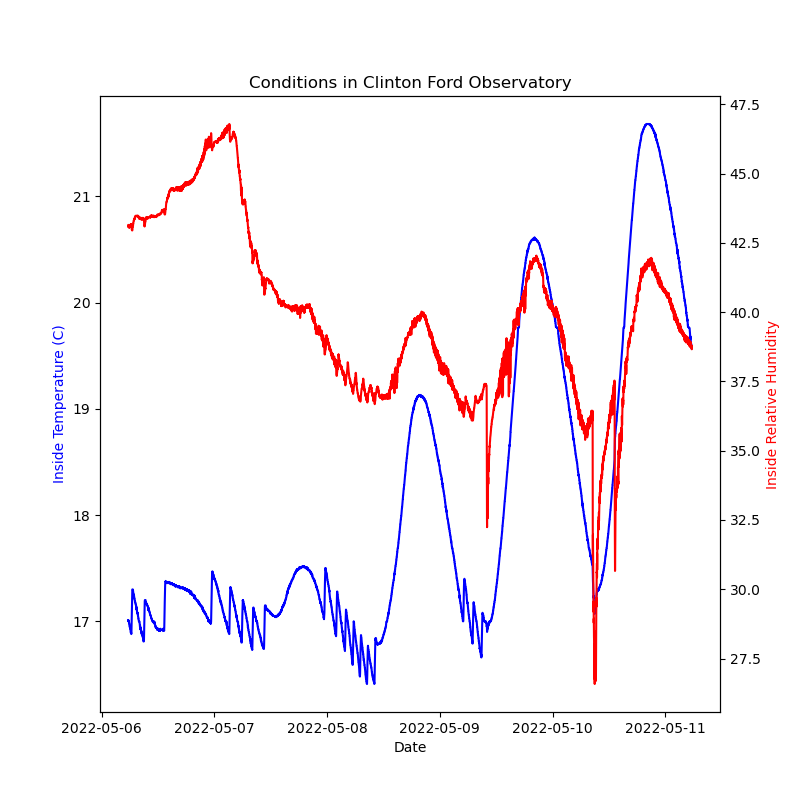 Conditions in Clinton Ford Observatory
Inside Temperature (C)
21
20
19
18
17
47.5
45.0
42.5
40.0
37.5
35.0
32.5
30.0
27.5
Inside Relative Humidity
2022-05-06 2022-05-07 2022-05-08 2022-05-09 2022-05-10 2022-05-11
Date